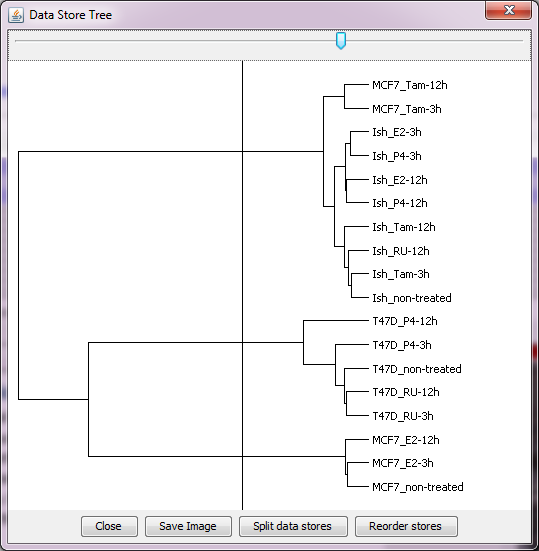 Data Store Tree
MCF7_Tam-12h
MCF7_Tam-3h
Ish_E2-3h
Ish_P4-3h
Ish_E2-12h
Ish_P4-12h
Ish_Tam-12h
Ish_RU-12h
Ish_Tam-3h
Ish_non-treated
T47D_P4-12h
T47D_P4-3h
T47D_non-treated
T47D_RU-12h
T47D_RU-3h
MCF7_E2-12h
MCF7_E2-3h
MCF7_non-treated
Close Save Image Split data stores Reorder stores